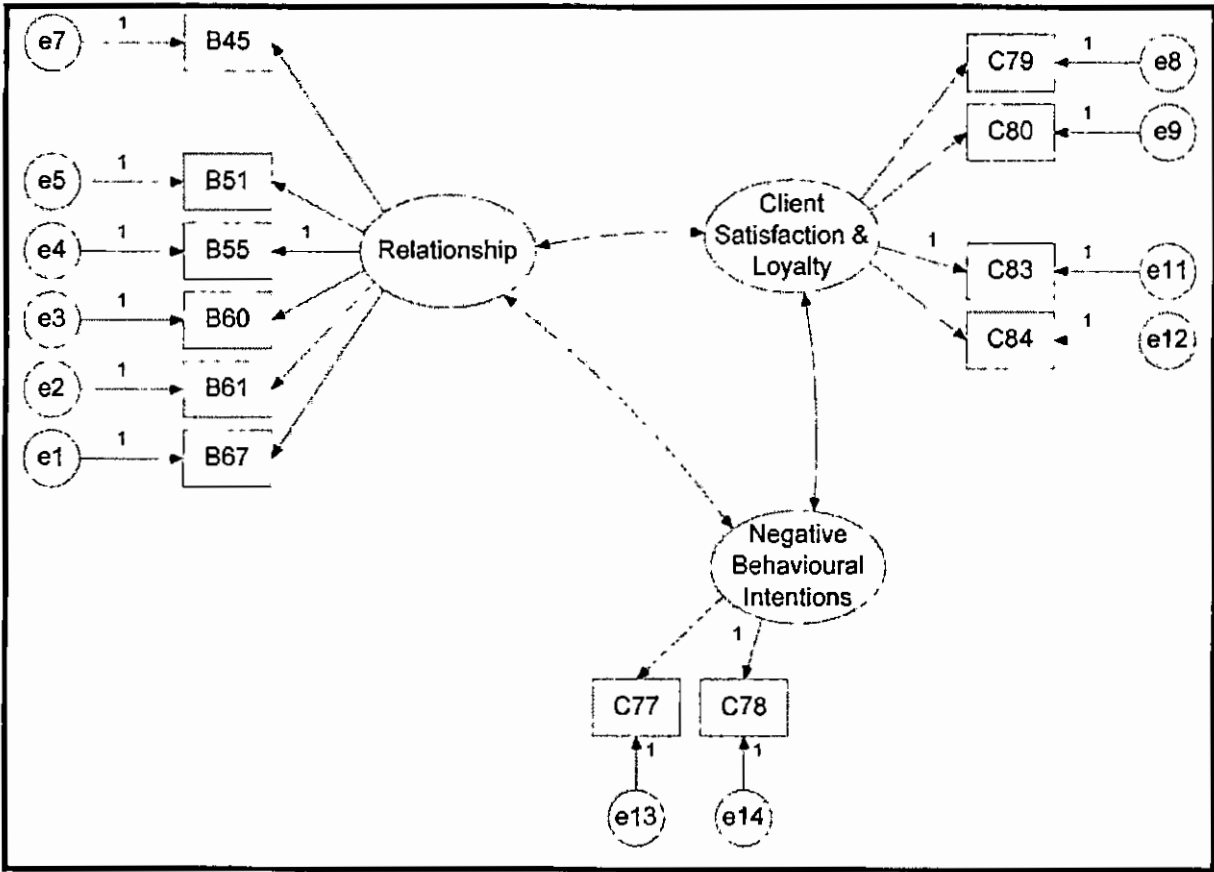 e7
1
B45
e5
1
B51
e4
1
B55
1
e3
1
B60
e2
1
B61
e1
1
B67
Relationship
Client
Satisfaction &
Loyalty
C79
1
e8
C80
1
e9
1
C83
1
e11
C84
1
e12
Negative
Behavioural
Intentions
1
C77
C78
1
1
e13
e14